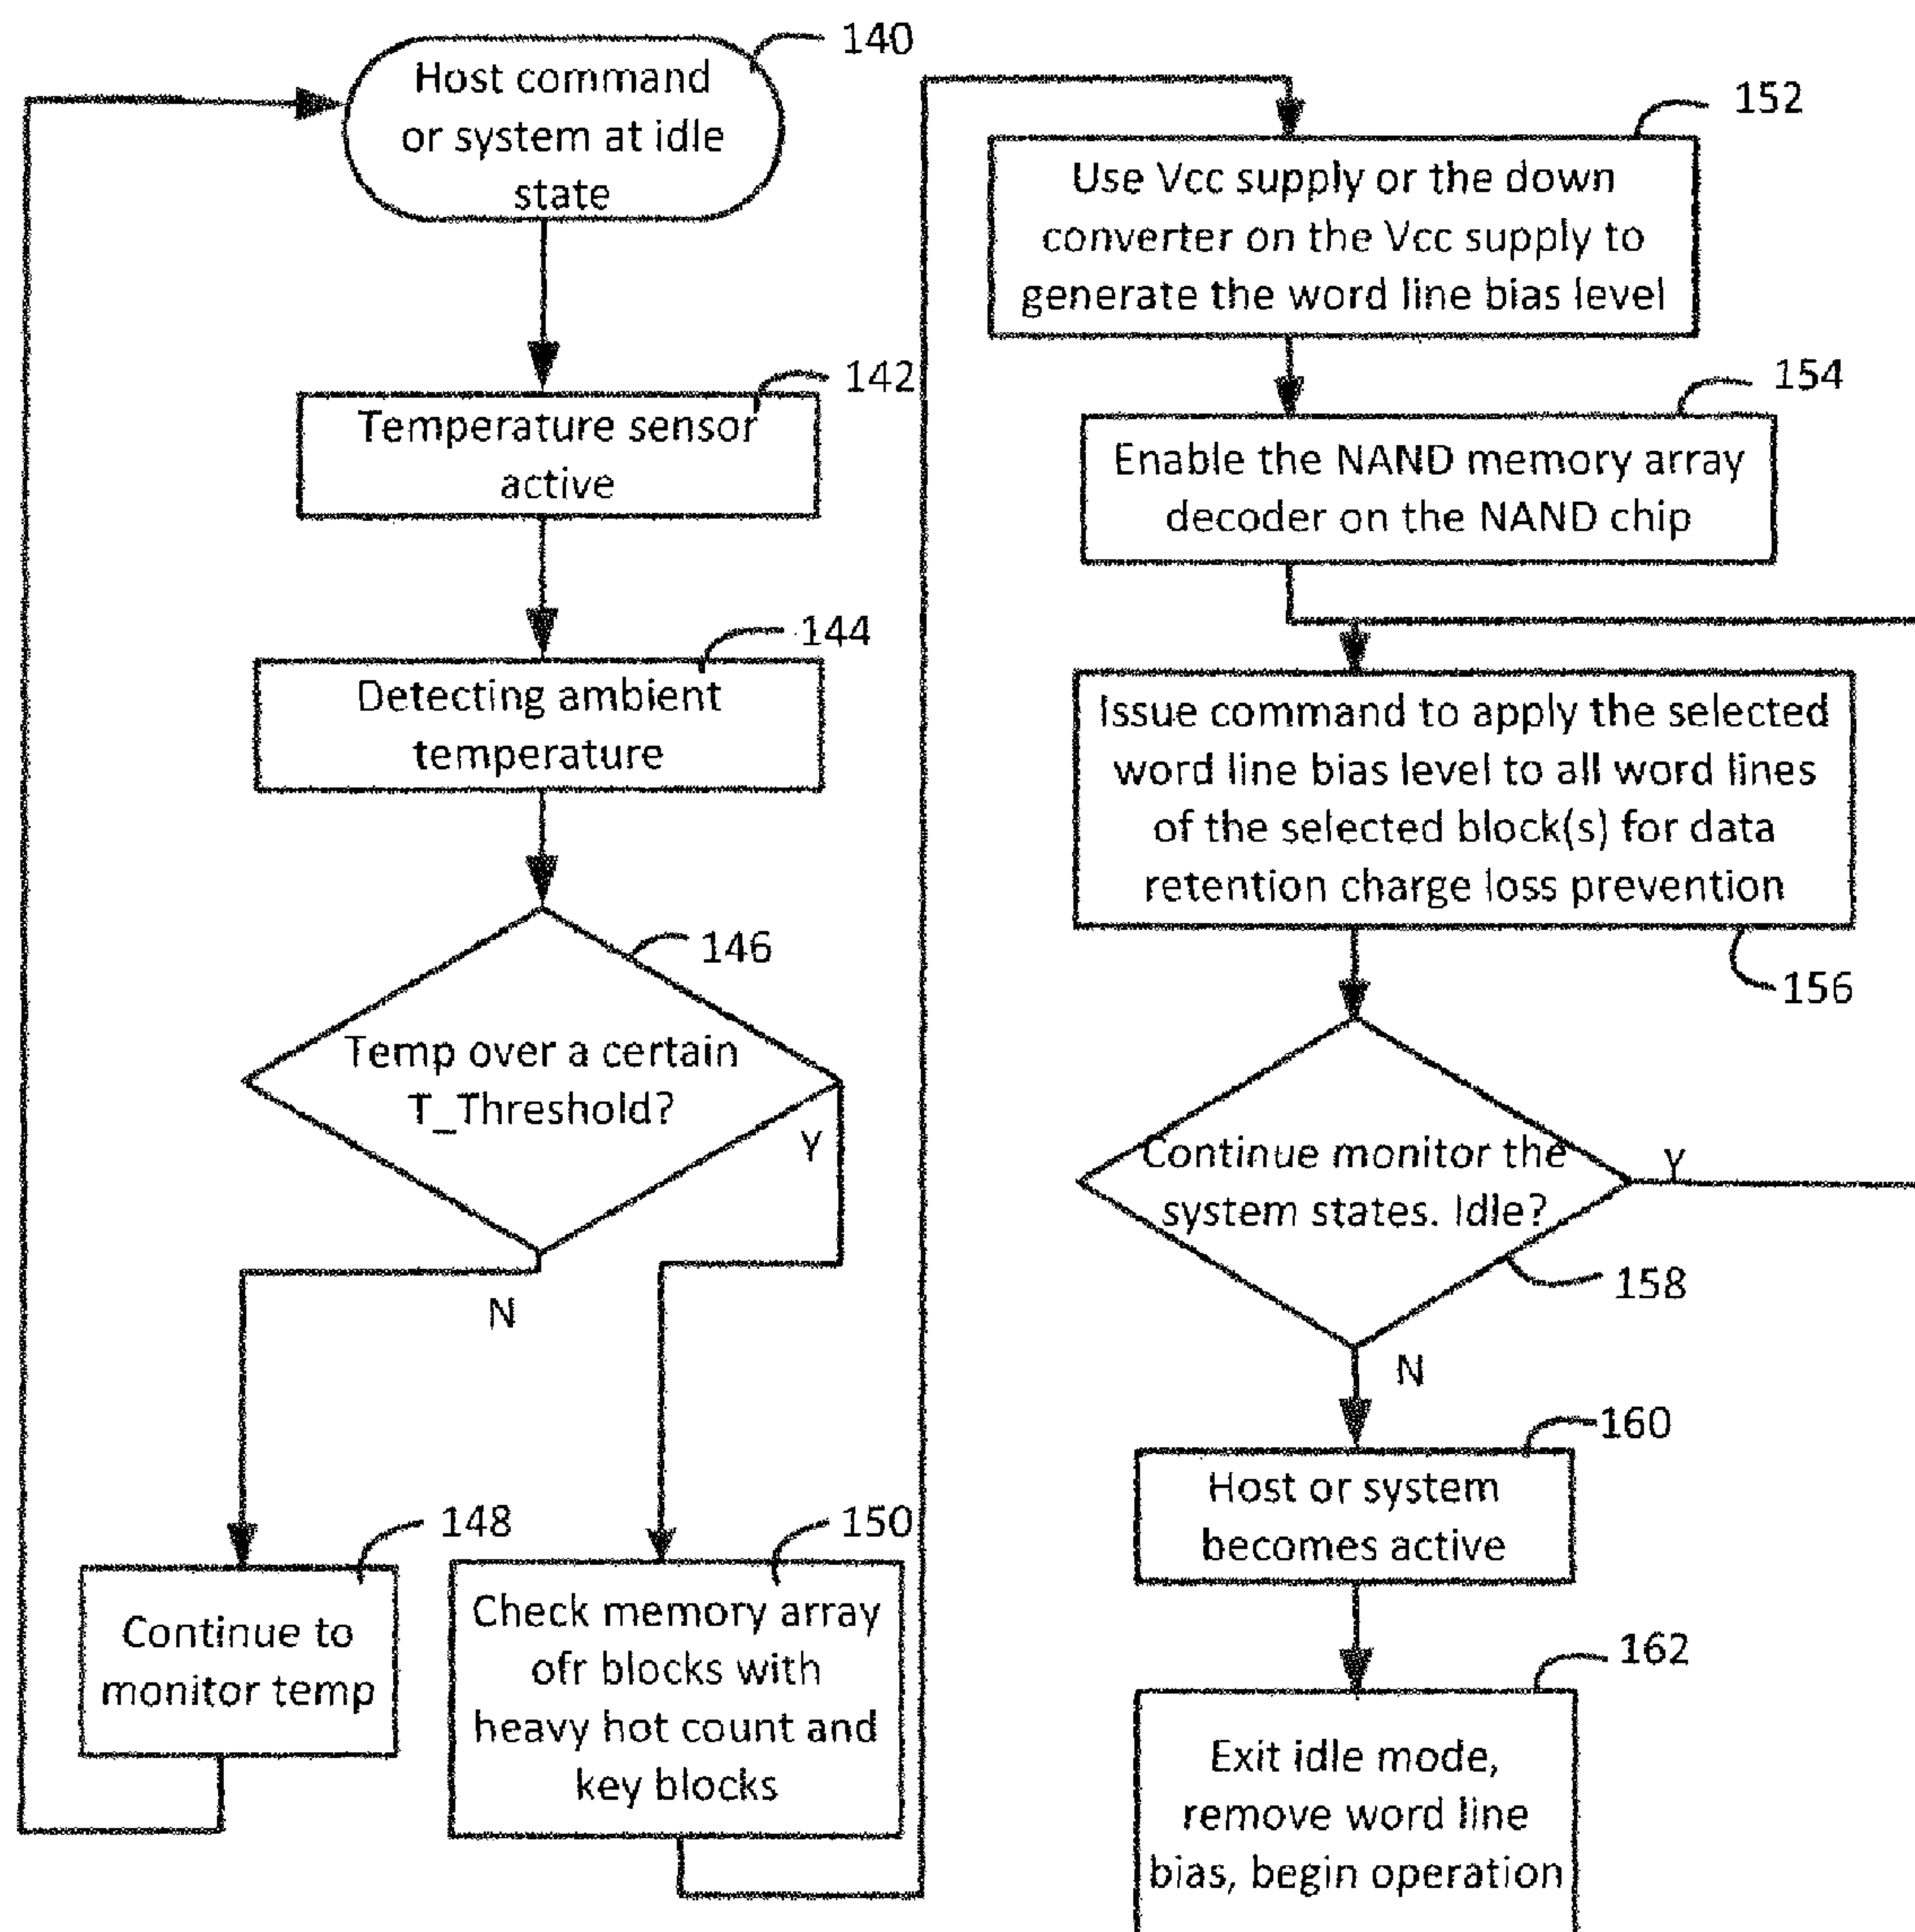 140
Host command
or system at idle
state
142
Temperature sensor
active
144
Detecting ambient
temperature
146
Temp over a certain
T_Threshold?
Y
N
148
Continue to
monitor temp
150
Check memory array
ofr blocks with
heavy hot count and
key blocks
152
Use Vcc supply or the down
converter on the Vcc supply to
generate the word line bias level
154
Enable the NAND memory array
decoder on the NAND chip
Issue command to apply the selected
word line bias level to all word lines
of the selected block(s) for data
retention charge loss prevention
156
Continue monitor the
system states. Idle?
Y
158
N
160
Host or system
becomes active
162
Exit idle mode,
remove word line
bias, begin operation